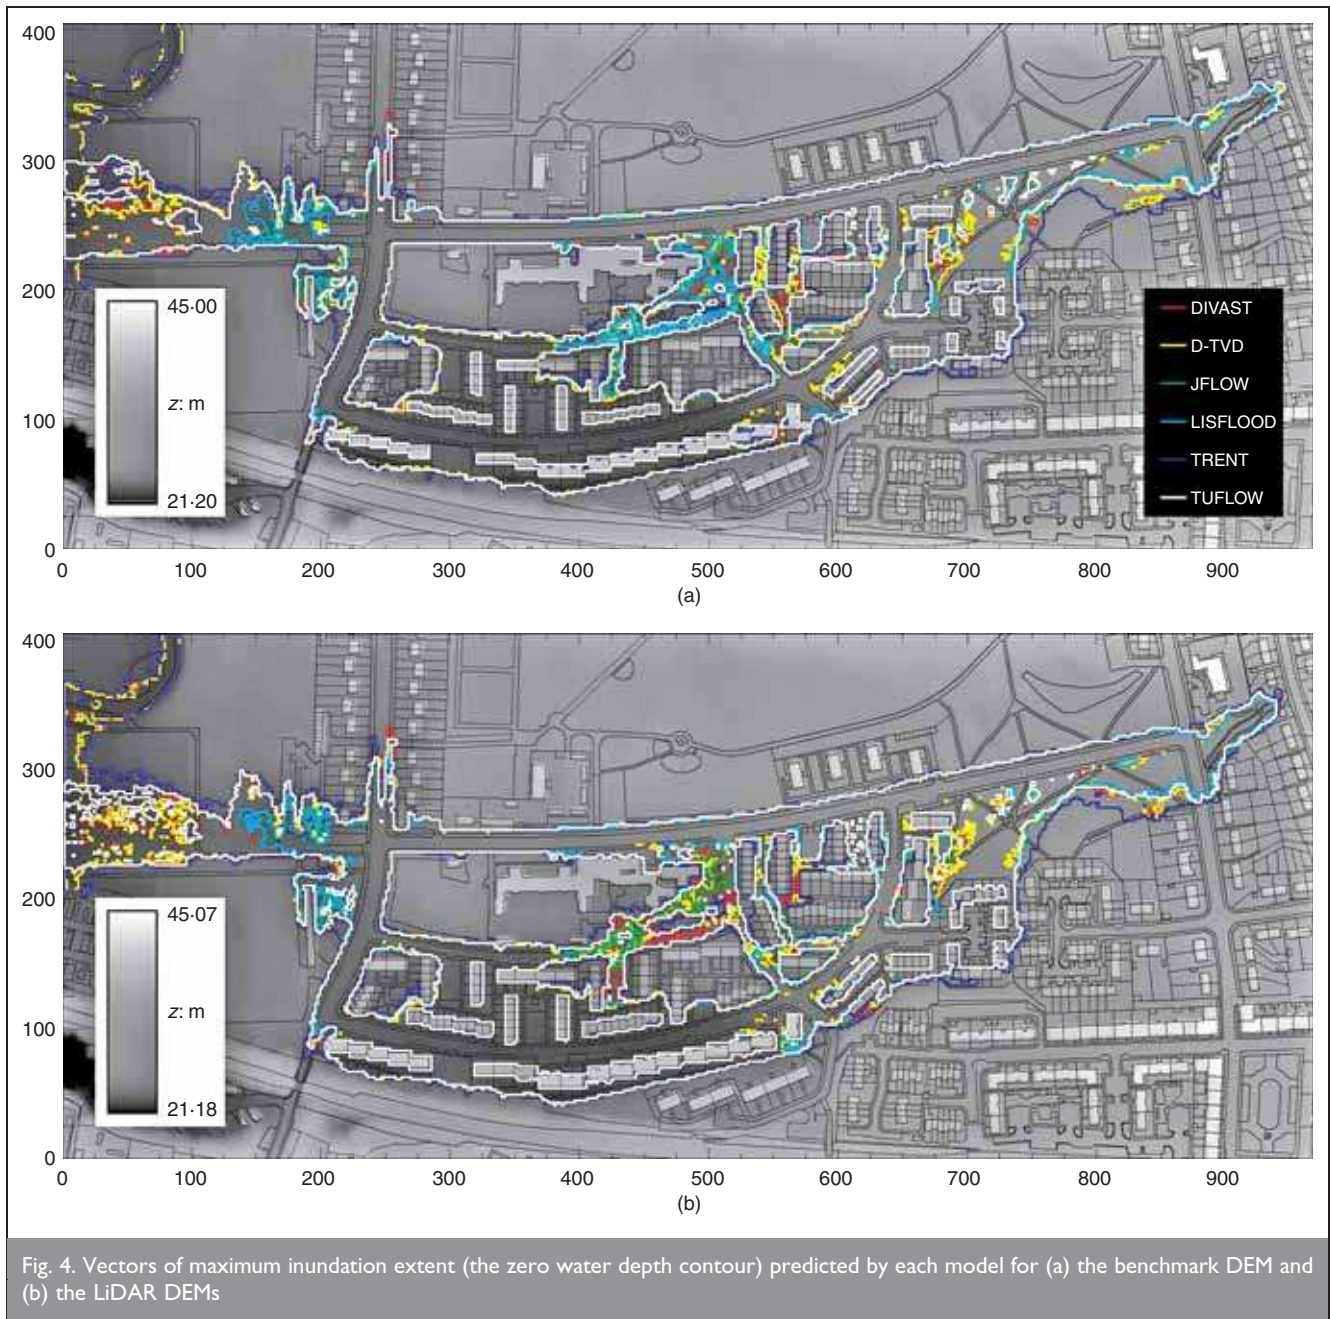 400
300
200
100
0
45·00
z: m
21·20
DIVAST
D-TVD
JFLOW
LISFLOOD
TRENT
TUFLOW
0 100 200 300 400 500 600 700 800 900
(a)
400
300
200
100
0
45·07
z: m
21·18
0 100 200 300 400 500 600 700 800 900
(b)
Fig. 4. Vectors of maximum inundation extent (the zero water depth contour) predicted by each model for (a) the benchmark DEM and
(b) the LiDAR DEMs